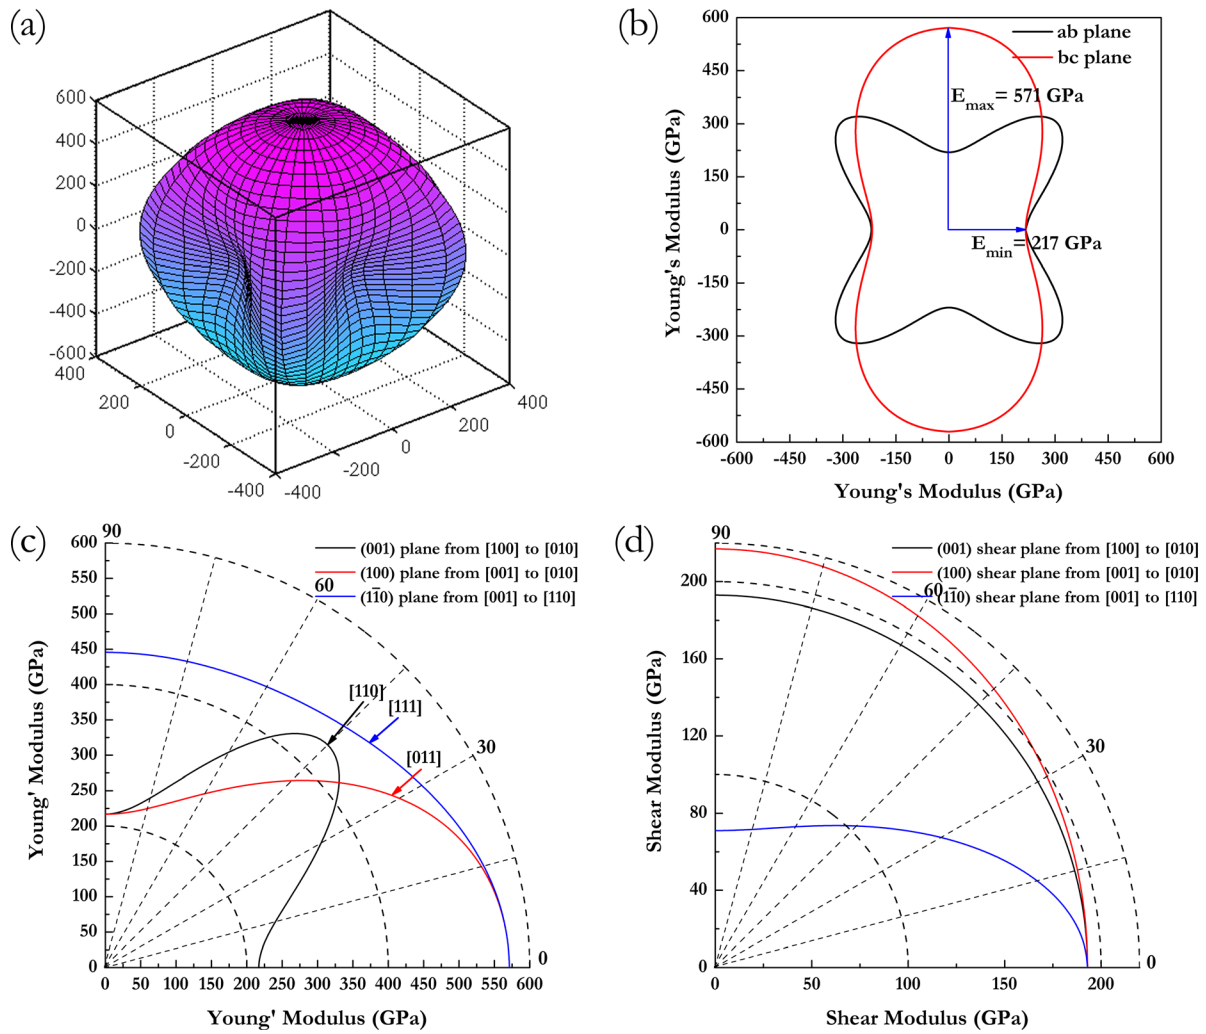 (a)
600
400
200
0
-200
-400
-600
400
200
0
-200
-400
-400
-200
0
200
400
(b)
600
450
300
150
0
-150
-300
-450
-600
-600 -450 -300 -150 0 150 300 450 600
Young's Modulus (GPa)
Young's Modulus (GPa)
ab plane
bc plane
Emax= 571 GPa
Emin= 217 GPa
(c)
90
600
550
500
450
400
350
300
250
200
150
100
50
0
0 50 100 150 200 250 300 350 400 450 500 550 600
Young' Modulus (GPa)
Young' Modulus (GPa)
(001) plane from [100] to [010]
(100) plane from [001] to [010]
(11̅0) plane from [001] to [110]
60
30
0
[110]
[111]
[011]
(d)
90
200
160
120
80
40
0
0 50 100 150 200
Shear Modulus (GPa)
Shear Modulus (GPa)
(001) shear plane from [100] to [010]
(100) shear plane from [001] to [010]
(11̅0) shear plane from [001] to [110]
60
30
0